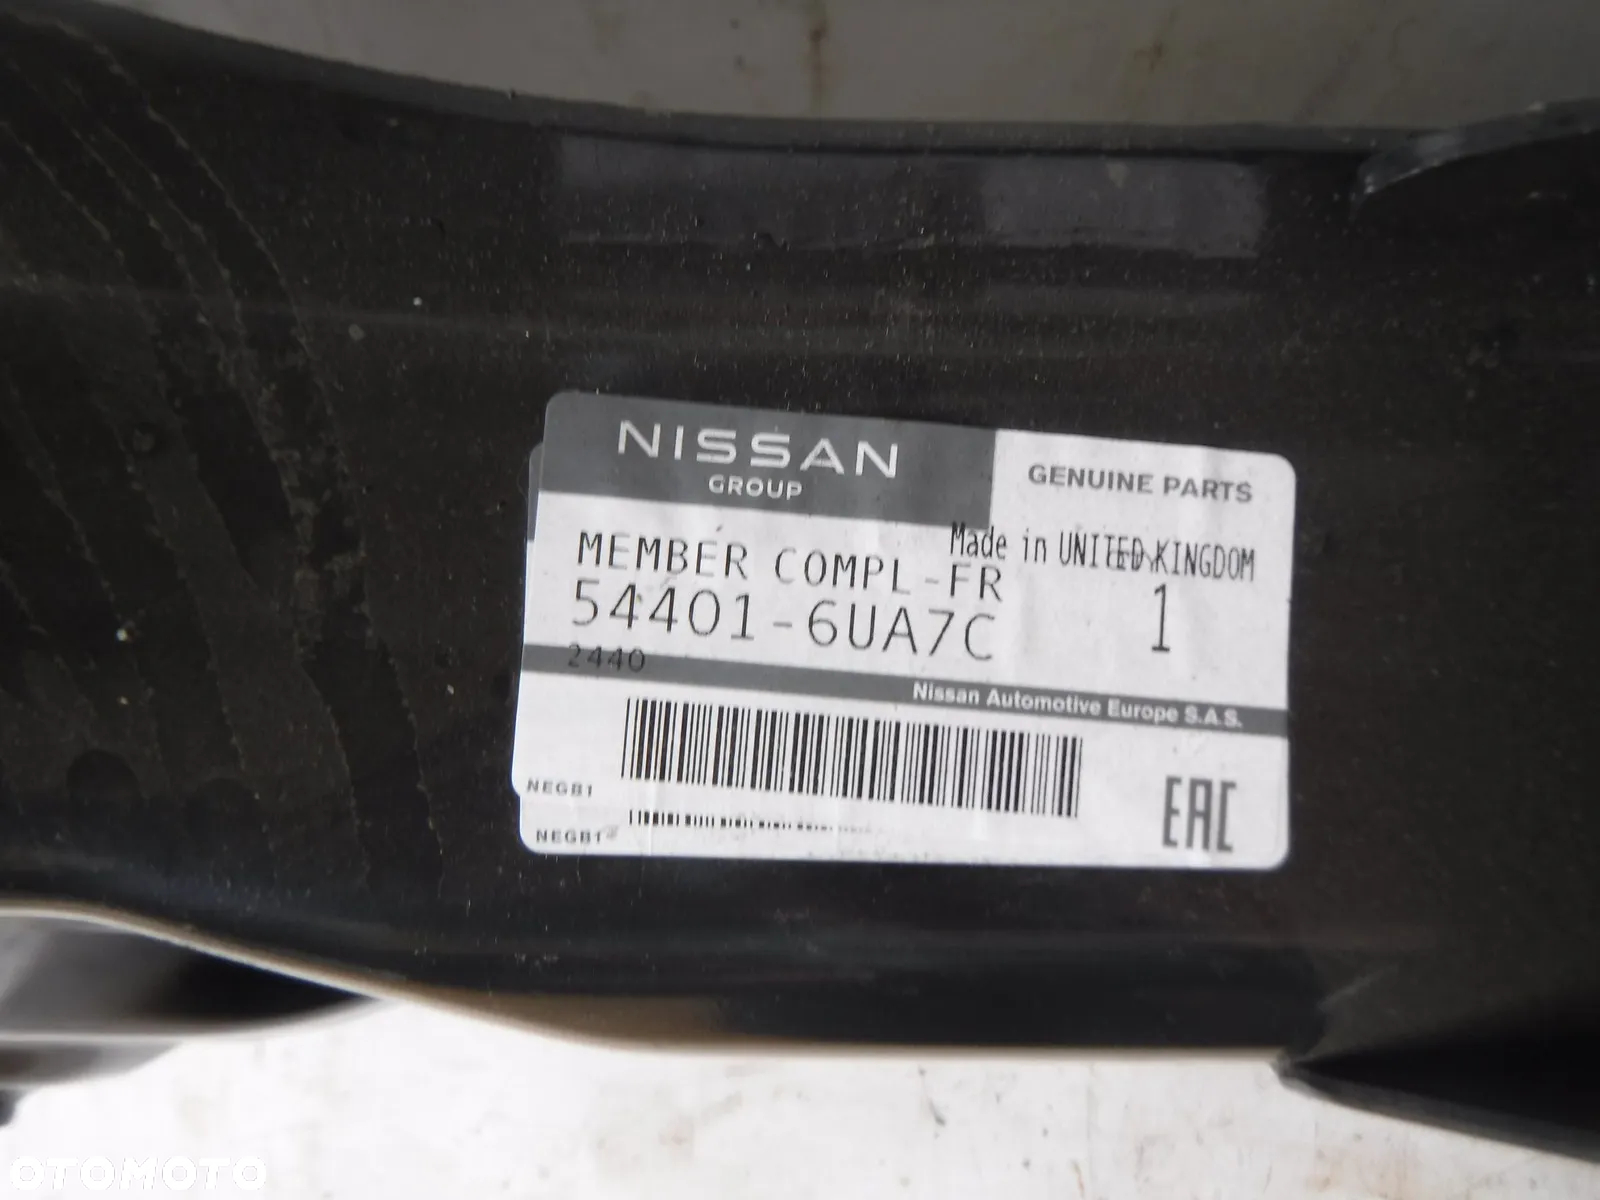 NISSAN
GROUP
GENUINE PARTS
Made in UNITED KINGDOM
MEMBER COMPL-FR
54401-6UA7C
1
2440
Nissan Automotive Europe S.A.S.
NEGB1
EAC
NEGB1
OTOMOTO